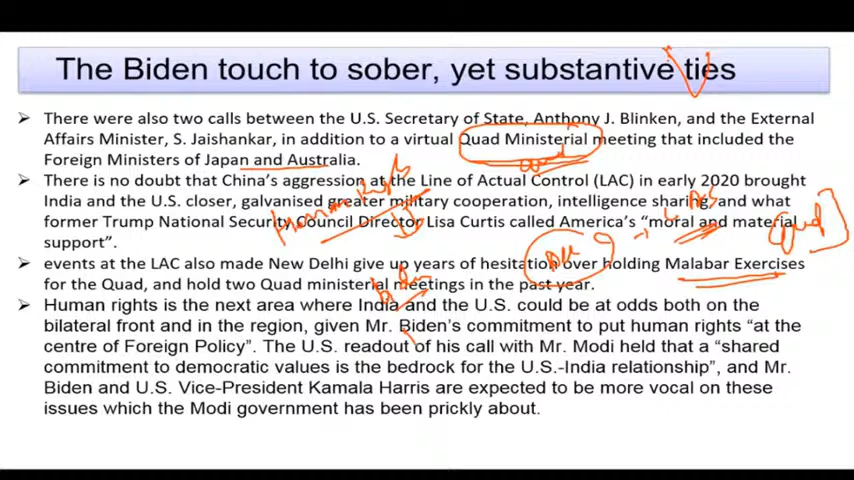 The Biden touch to sober, yet substantive ties
There were also two calls between the U.S. Secretary of State, Anthony J. Blinken, and the External
Affairs Minister, S. Jaishankar, in addition to a virtual Quad Ministerial meeting that included the
Foreign Ministers of Japan and Australia.
There is no doubt that China's aggression at the Line of Actual Control (LAC) in early 2020 brought
India and the U.S. closer, galvanised greater military cooperation, intelligence sharing, and what
former Trump National Security Council Director Lisa Curtis called America's "moral and material
support".
events at the LAC also made New Delhi give up years of hesitation over holding Malabar Exercises
for the Quad, and hold two Quad ministerial meetings in the past year.
Human rights is the next area where India and the U.S. could be at odds both on the
bilateral front and in the region, given Mr. Biden's commitment to put human rights "at the
centre of Foreign Policy". The U.S. readout of his call with Mr. Modi held that a "shared
commitment to democratic values is the bedrock for the U.S.-India relationship", and Mr.
Biden and U.S. Vice-President Kamala Harris are expected to be more vocal on these
issues which the Modi government has been prickly about.
Human Rights
Quad